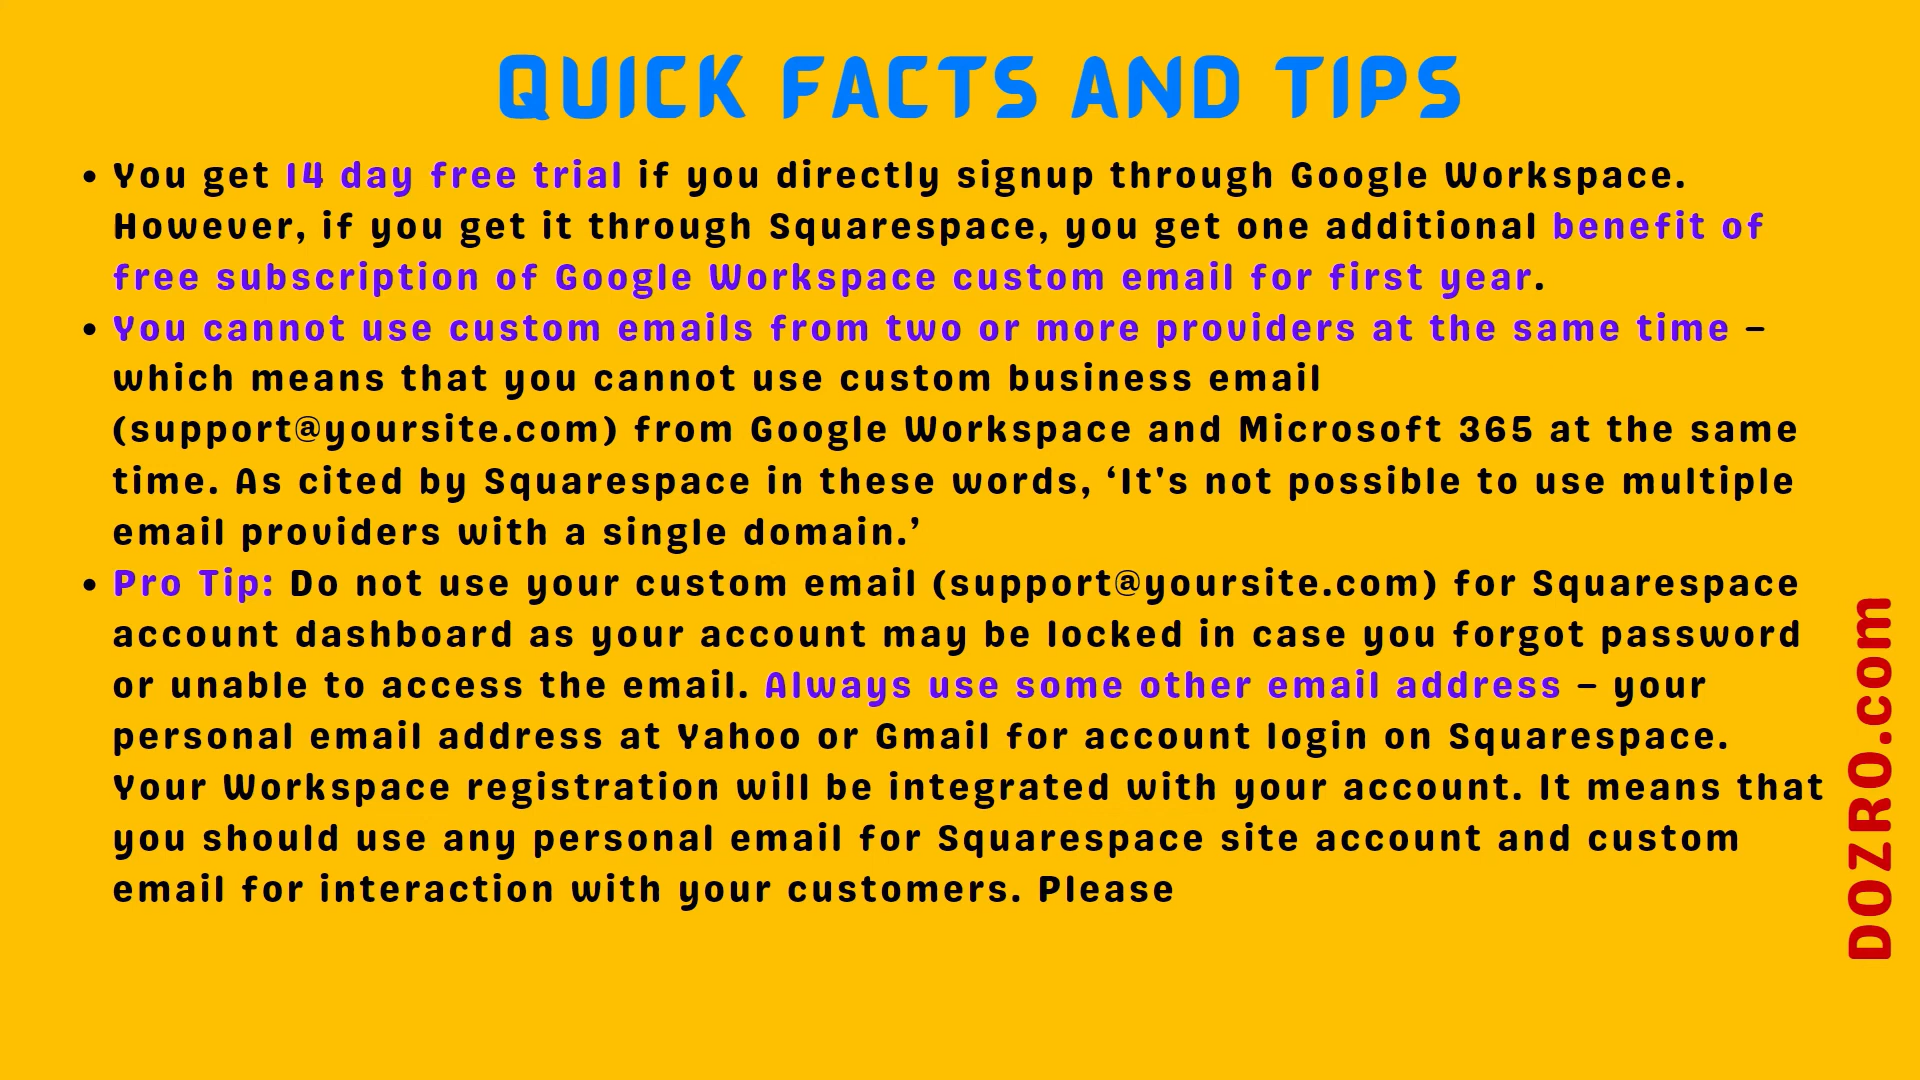 QUICK FACTS AND TIPS
• You get 14 day free trial if you directly signup through Google Workspace.
However, if you get it through Squarespace, you get one additional benefit of
free subscription of Google Workspace custom email for first year.
• You cannot use custom emails from two or more providers at the same time –
which means that you cannot use custom business email
(support@yoursite.com) from Google Workspace and Microsoft 365 at the same
time. As cited by Squarespace in these words, ‘It's not possible to use multiple
email providers with a single domain.’
• Pro Tip: Do not use your custom email (support@yoursite.com) for Squarespace
account dashboard as your account may be locked in case you forgot password
or unable to access the email. Always use some other email address – your
personal email address at Yahoo or Gmail for account login on Squarespace.
Your Workspace registration will be integrated with your account. It means that
you should use any personal email for Squarespace site account and custom
email for interaction with your customers. Please
DOZRO.com